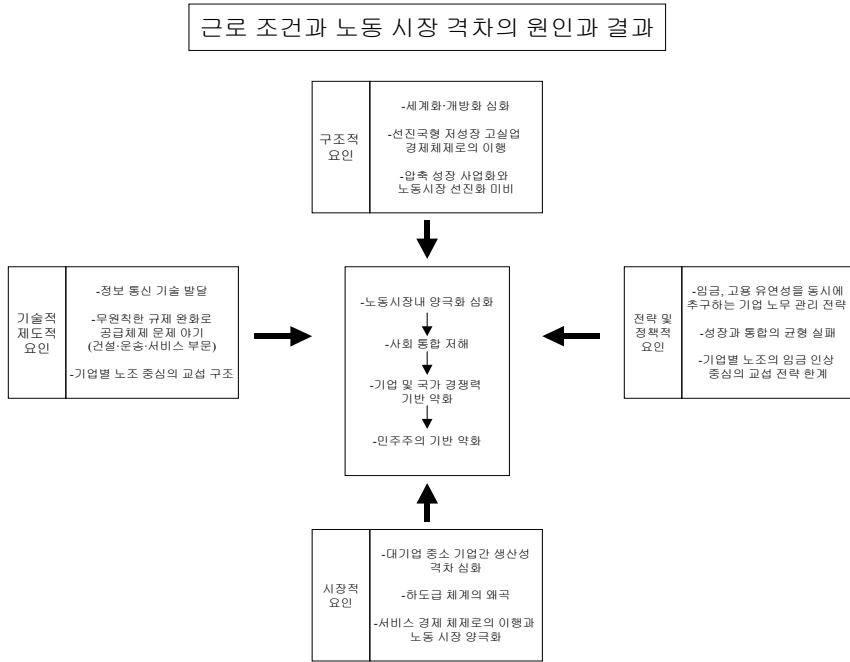 근로 조건과 노동 시장 격차의 원인과 결과
구조적
요인
-세계화·개방화 심화
-선진국형 저성장 고실업
경제체제로의 이행
-압축 성장 사업화와
노동시장 선진화 미비
기술적
제도적
요인
-정보 통신 기술 발달
-무원칙한 규제 완화로
공급체제 문제 야기
(건설·운송·서비스 부문)
-기업별 노조 중심의 교섭 구조
-노동시장내 양극화 심화
-사회 통합 저해
-기업 및 국가 경쟁력
기반 약화
-민주주의 기반 약화
전략 및
정책적
요인
-임금, 고용 유연성을 동시에
추구하는 기업 노무 관리 전략
-성장과 통합의 균형 실패
-기업별 노조의 임금 인상
중심의 교섭 전략 한계
시장적
요인
-대기업 중소 기업간 생산성
격차 심화
-하도급 체계의 왜곡
-서비스 경제 체제로의 이행과
노동 시장 양극화